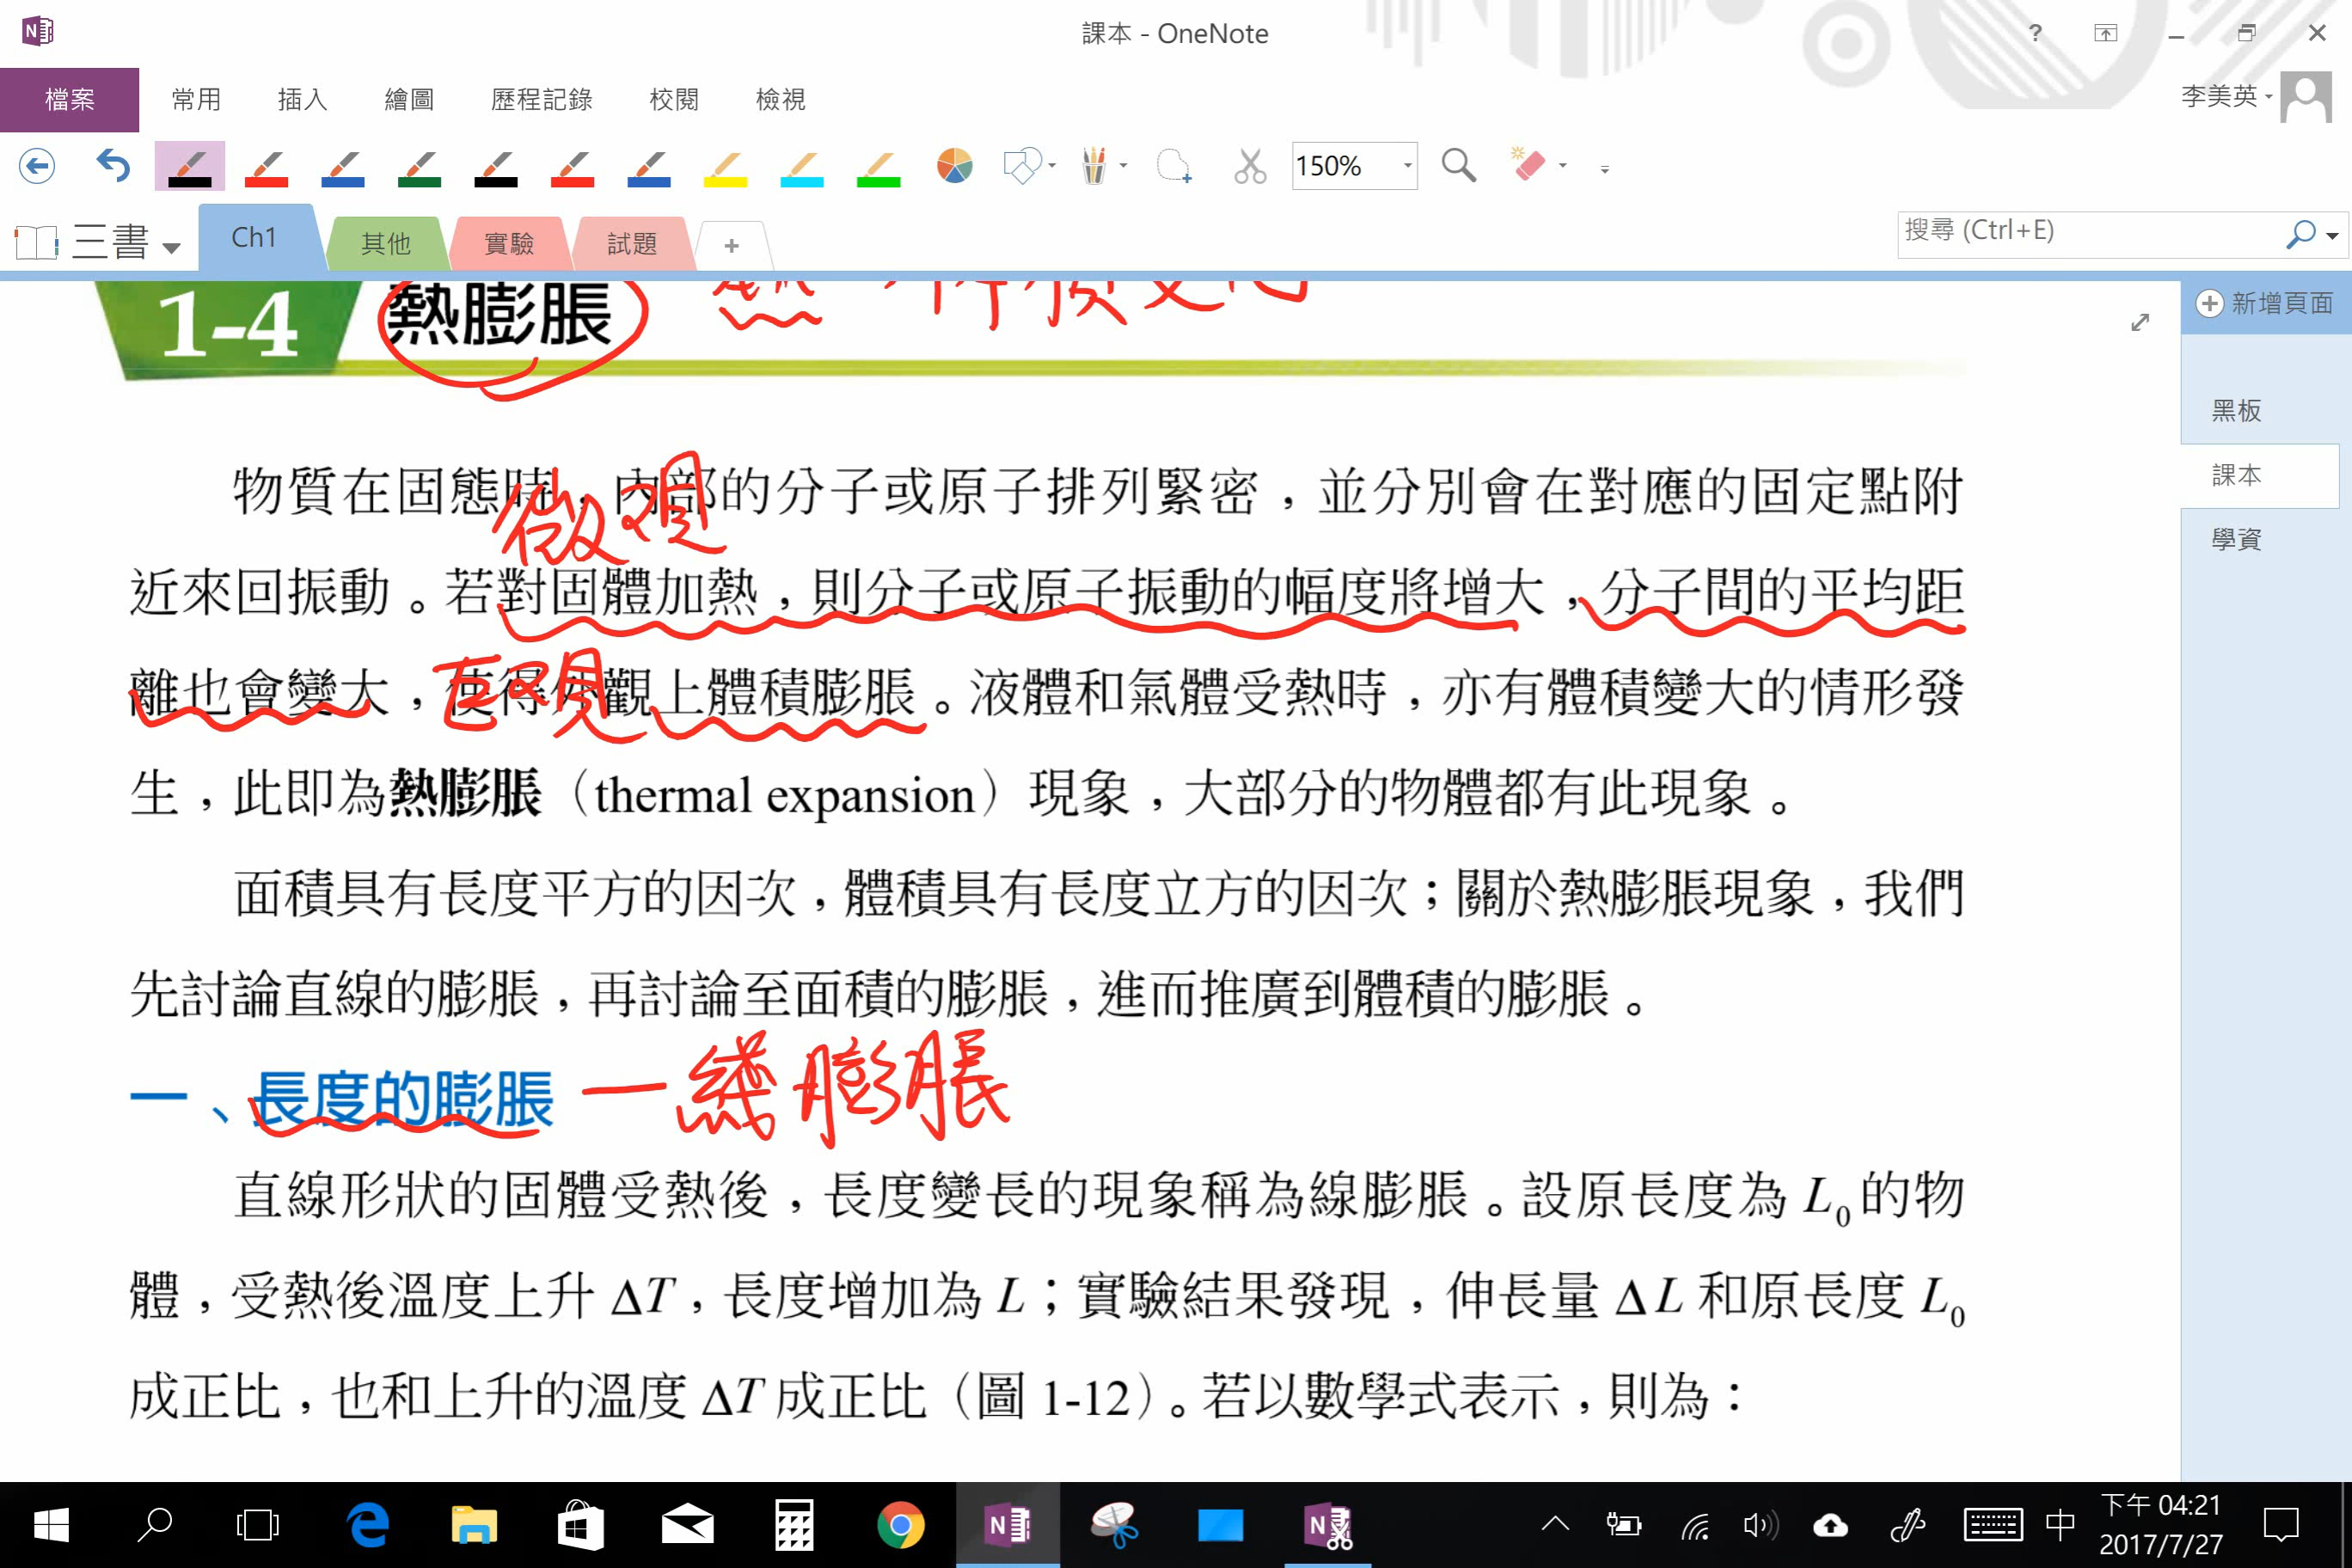 課本 - OneNote
?
檔案 常用 插入 繪圖 歷程記錄 校閱 檢視 李美英
150%
三書 Ch1 其他 實驗 試題 + 搜尋 (Ctrl+E)
1-4 熱膨脹
新增頁面
黑板
課本
學資
物質在固態時，內部的分子或原子排列緊密，並分別會在對應的固定點附
微覌
近來回振動。若對固體加熱，則分子或原子振動的幅度將增大，分子間的平均距
離也會變大，使得外觀上體積膨脹。液體和氣體受熱時，亦有體積變大的情形發
巨覌
生，此即為熱膨脹（thermal expansion）現象，大部分的物體都有此現象。
面積具有長度平方的因次，體積具有長度立方的因次；關於熱膨脹現象，我們
先討論直線的膨脹，再討論至面積的膨脹，進而推廣到體積的膨脹。
一、長度的膨脹 —線膨脹
直線形狀的固體受熱後，長度變長的現象稱為線膨脹。設原長度為 L₀ 的物
體，受熱後溫度上升 ΔT，長度增加為 L；實驗結果發現，伸長量 ΔL 和原長度 L₀
成正比，也和上升的溫度 ΔT 成正比（圖 1-12）。若以數學式表示，則為：
中
下午 04:21
2017/7/27